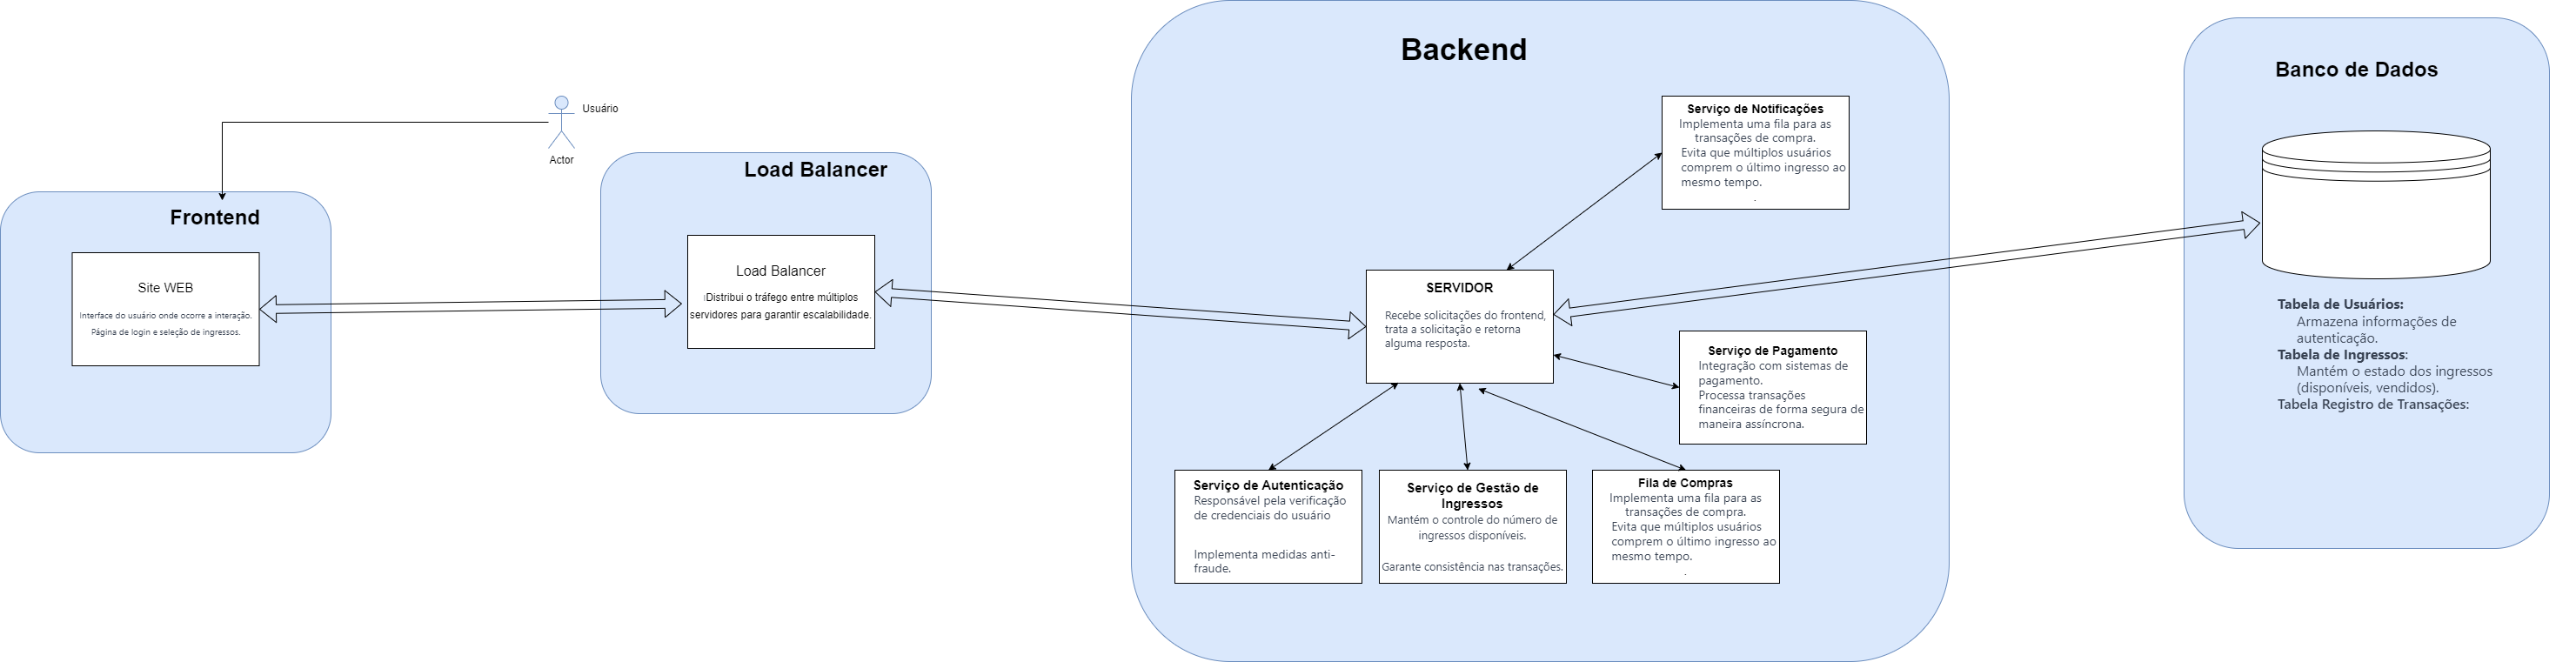 Usuário
Actor
Frontend
Site WEB
Interface do usuário onde ocorre a interação.
Página de login e seleção de ingressos.
Load Balancer
Load Balancer
Distribui o tráfego entre múltiplos
servidores para garantir escalabilidade.
Backend
Serviço de Notificações
Implementa uma fila para as
transações de compra.
Evita que múltiplos usuários
comprem o último ingresso ao
mesmo tempo.
.
SERVIDOR
Recebe solicitações do frontend,
trata a solicitação e retorna
alguma resposta.
Serviço de Pagamento
Integração com sistemas de
pagamento.
Processa transações
financeiras de forma segura de
maneira assíncrona.
Serviço de Autenticação
Responsável pela verificação
de credenciais do usuário
Implementa medidas anti-
fraude.
Serviço de Gestão de
Ingressos
Mantém o controle do número de
ingressos disponíveis.
Garante consistência nas transações.
Fila de Compras
Implementa uma fila para as
transações de compra.
Evita que múltiplos usuários
comprem o último ingresso ao
mesmo tempo.
.
Banco de Dados
Tabela de Usuários:
Armazena informações de
autenticação.
Tabela de Ingressos:
Mantém o estado dos ingressos
(disponíveis, vendidos).
Tabela Registro de Transações: